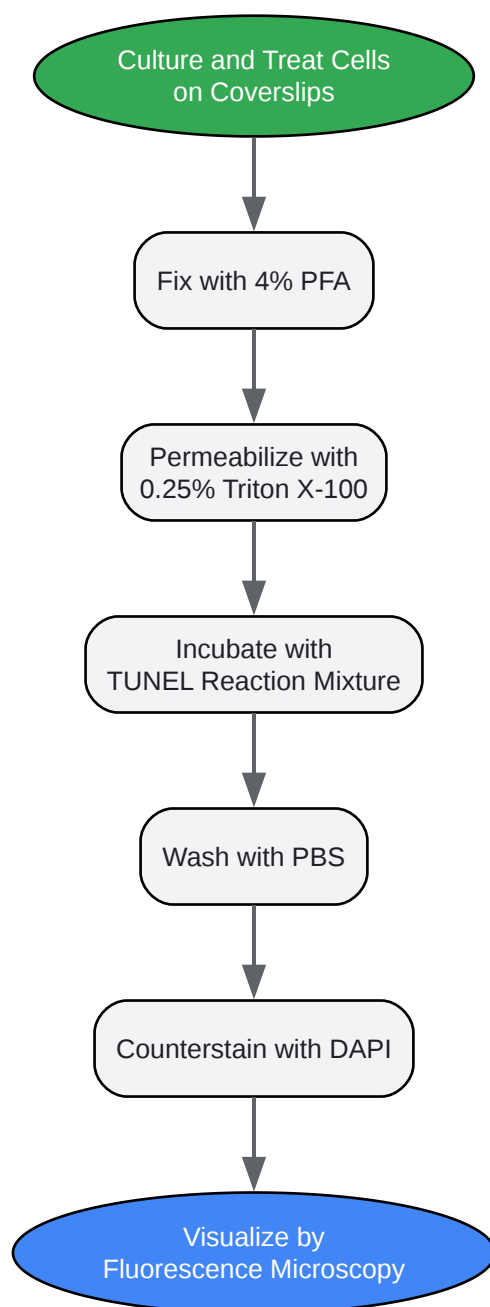 Culture and Treat Cells
on Coverslips
Fix with 4% PFA
Permeabilize with
0.25% Triton X-100
Incubate with
TUNEL Reaction Mixture
Wash with PBS
Counterstain with DAPI
Visualize by
Fluorescence Microscopy